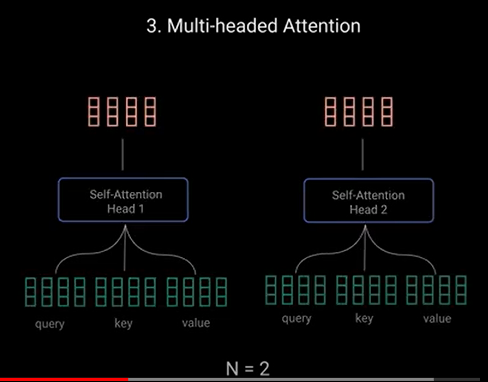 3. Multi-headed Attention
Self-Attention
Head 1
Self-Attention
Head 2
query key value
query key value
N = 2